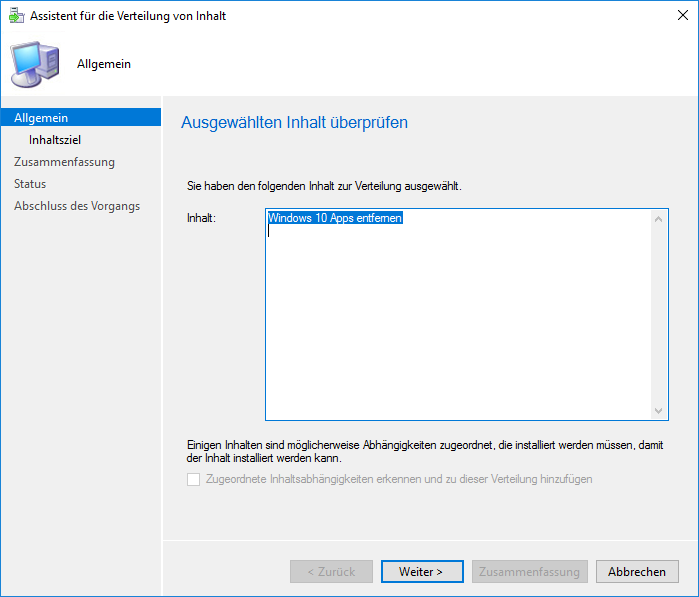 Assistent für die Verteilung von Inhalt
Allgemein
Allgemein
Inhaltsziel
Zusammenfassung
Status
Abschluss des Vorgangs
Ausgewählten Inhalt überprüfen
Sie haben den folgenden Inhalt zur Verteilung ausgewählt.
Inhalt:
Windows 10 Apps entfernen
Einigen Inhalten sind möglicherweise Abhängigkeiten zugeordnet, die installiert werden müssen, damit
der Inhalt installiert werden kann.
Zugeordnete Inhaltsabhängigkeiten erkennen und zu dieser Verteilung hinzufügen
< Zurück
Weiter >
Zusammenfassung
Abbrechen